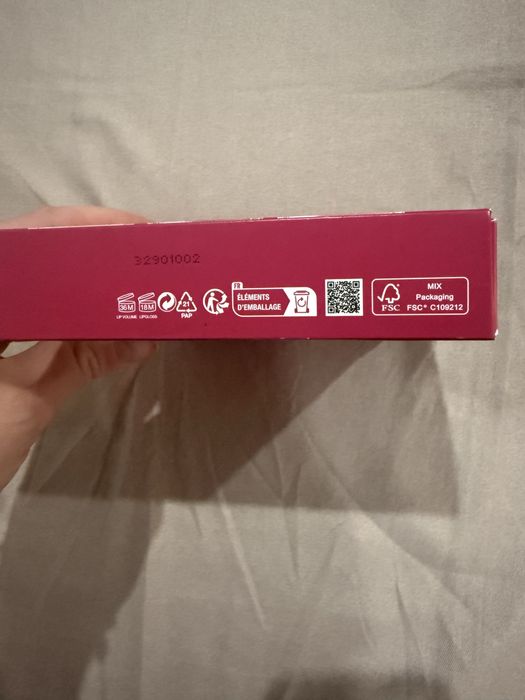 32901002
36M
LIP VOLUME
18M
LIPGLOSS
21
PAP
FR
ÉLÉMENTS
D'EMBALLAGE
FSC
MIX
Packaging
FSC® C109212